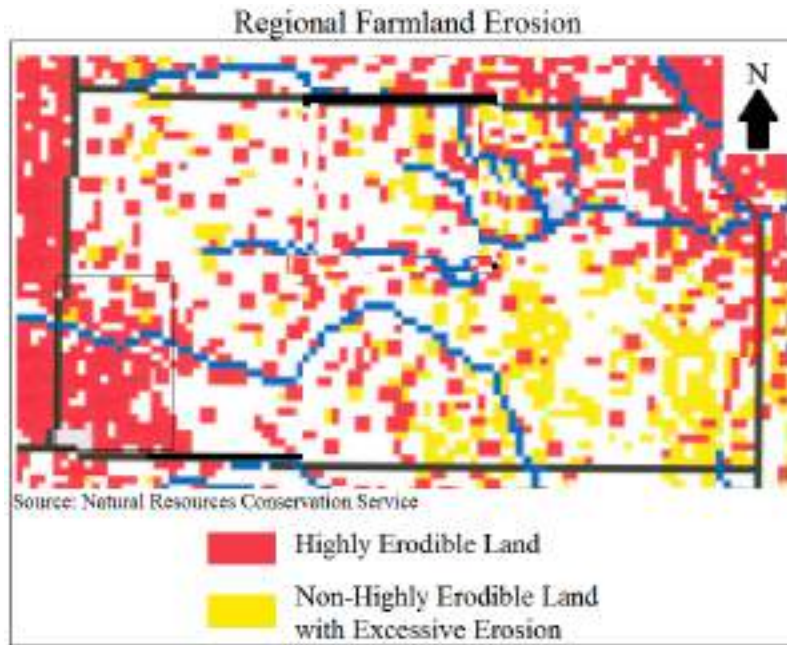 Regional Farmland Erosion
N
Source: Natural Resources Conservation Service
Highly Erodible Land
Non-Highly Erodible Land
with Excessive Erosion